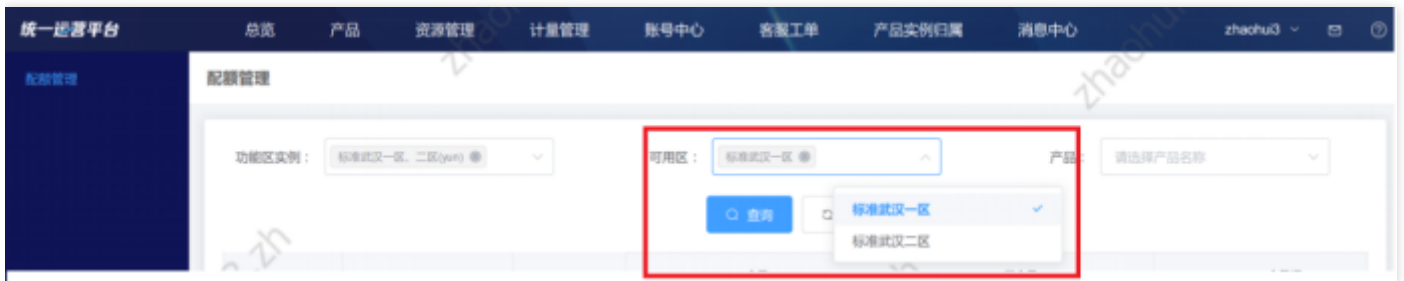 统一运营平台 总览 产品 资源管理 计量管理 账号中心 客服工单 产品实例归属 消息中心 zhaohui3
配额管理 配额管理
功能区实例： 标准武汉一区、二区(yun) 可用区： 标准武汉一区 产品： 请选择产品名称
查询 标准武汉一区
标准武汉二区